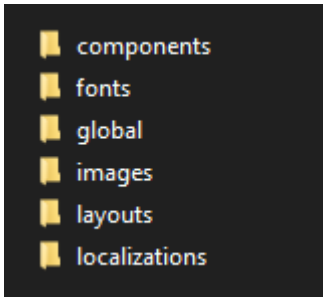 components
fonts
global
images
layouts
localizations